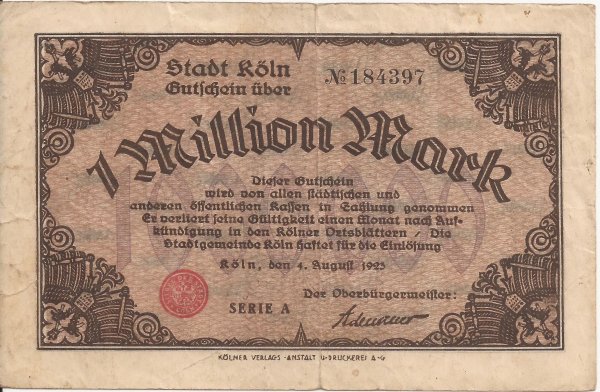 Stadt Köln
Gutschein über
№ 184397
1 Million Mark
Dieser Gutschein
wird von allen städtischen und
anderen öffentlichen Kassen in Zahlung genommen
Er verliert seine Gültigkeit einen Monat nach Auf-
kündigung in den Kölner Ortsblättern / Die
Stadtgemeinde Köln haftet für die Einlösung
Köln, den 4. August 1923
Der Oberbürgermeister:
SERIE A
Adenauer
KÖLNER VERLAGS-ANSTALT U·DRUCKEREI A-G·